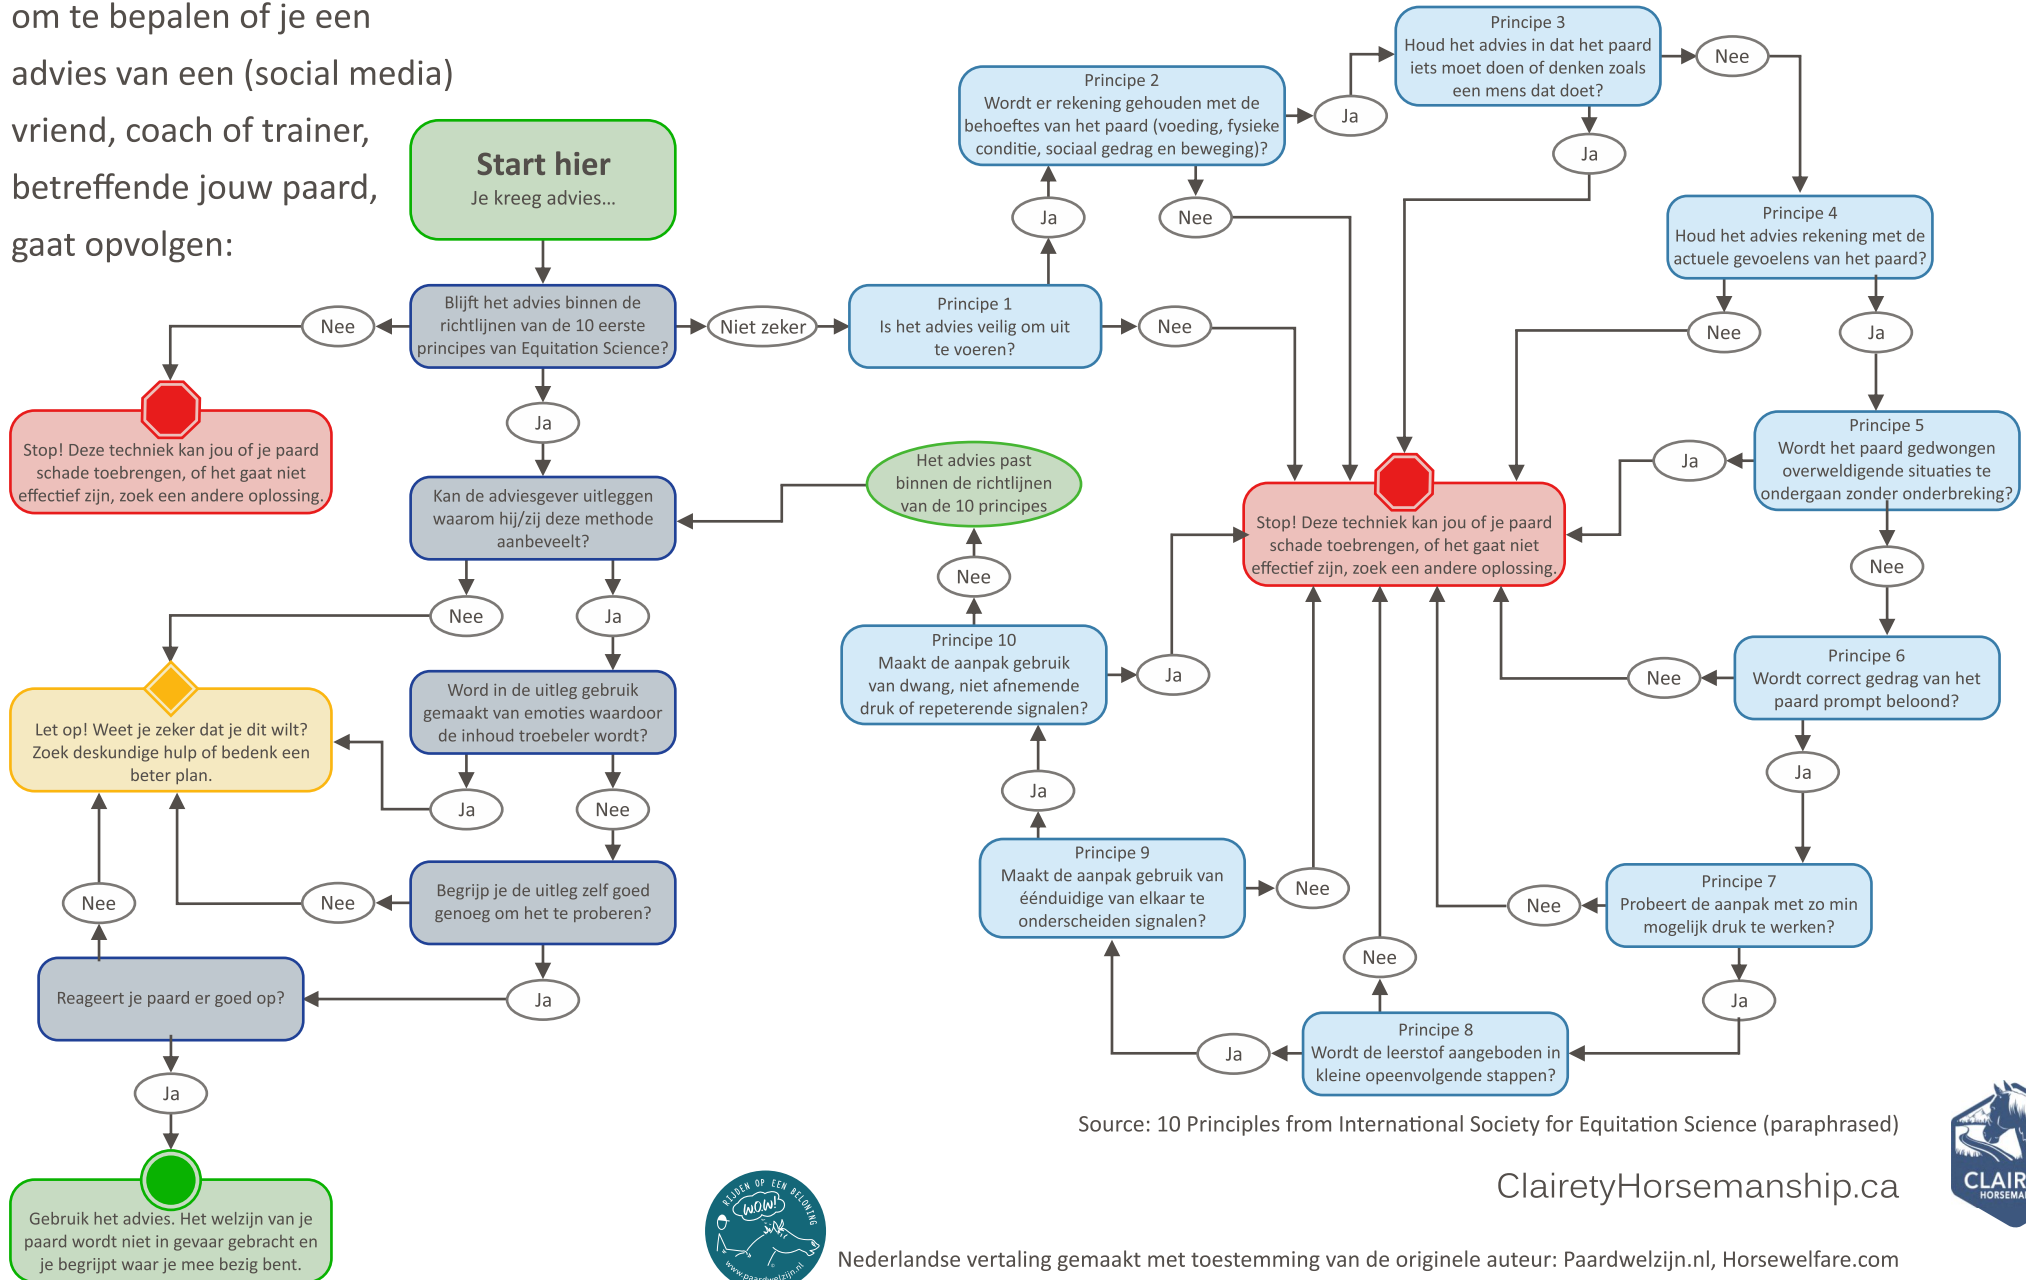 om te bepalen of je een
advies van een (social media)
vriend, coach of trainer,
betreffende jouw paard,
gaat opvolgen:
Start hier
Je kreeg advies...
Blijft het advies binnen de
richtlijnen van de 10 eerste
principes van Equitation Science?
Nee
Niet zeker
Ja
Stop! Deze techniek kan jou of je paard
schade toebrengen, of het gaat niet
effectief zijn, zoek een andere oplossing.
Kan de adviesgever uitleggen
waarom hij/zij deze methode
aanbeveelt?
Nee
Ja
Word in de uitleg gebruik
gemaakt van emoties waardoor
de inhoud troebeler wordt?
Ja
Nee
Let op! Weet je zeker dat je dit wilt?
Zoek deskundige hulp of bedenk een
beter plan.
Begrijp je de uitleg zelf goed
genoeg om het te proberen?
Nee
Nee
Ja
Reageert je paard er goed op?
Ja
Gebruik het advies. Het welzijn van je
paard wordt niet in gevaar gebracht en
je begrijpt waar je mee bezig bent.
Principe 1
Is het advies veilig om uit
te voeren?
Ja
Nee
Principe 2
Wordt er rekening gehouden met de
behoeftes van het paard (voeding, fysieke
conditie, sociaal gedrag en beweging)?
Ja
Nee
Principe 3
Houd het advies in dat het paard
iets moet doen of denken zoals
een mens dat doet?
Nee
Ja
Principe 4
Houd het advies rekening met de
actuele gevoelens van het paard?
Nee
Ja
Principe 5
Wordt het paard gedwongen
overweldigende situaties te
ondergaan zonder onderbreking?
Ja
Nee
Stop! Deze techniek kan jou of je paard
schade toebrengen, of het gaat niet
effectief zijn, zoek een andere oplossing.
Principe 6
Wordt correct gedrag van het
paard prompt beloond?
Nee
Ja
Principe 7
Probeert de aanpak met zo min
mogelijk druk te werken?
Nee
Ja
Principe 8
Wordt de leerstof aangeboden in
kleine opeenvolgende stappen?
Nee
Ja
Principe 9
Maakt de aanpak gebruik van
éénduidige van elkaar te
onderscheiden signalen?
Nee
Ja
Principe 10
Maakt de aanpak gebruik
van dwang, niet afnemende
druk of repeterende signalen?
Ja
Nee
Het advies past
binnen de richtlijnen
van de 10 principes
Source: 10 Principles from International Society for Equitation Science (paraphrased)
ClairetyHorsemanship.ca
CLAIR
HORSEMA
RIJDEN OP EEN BELONING
W.O.W!
www.paardwelzijn.nl
Nederlandse vertaling gemaakt met toestemming van de originele auteur: Paardwelzijn.nl, Horsewelfare.com